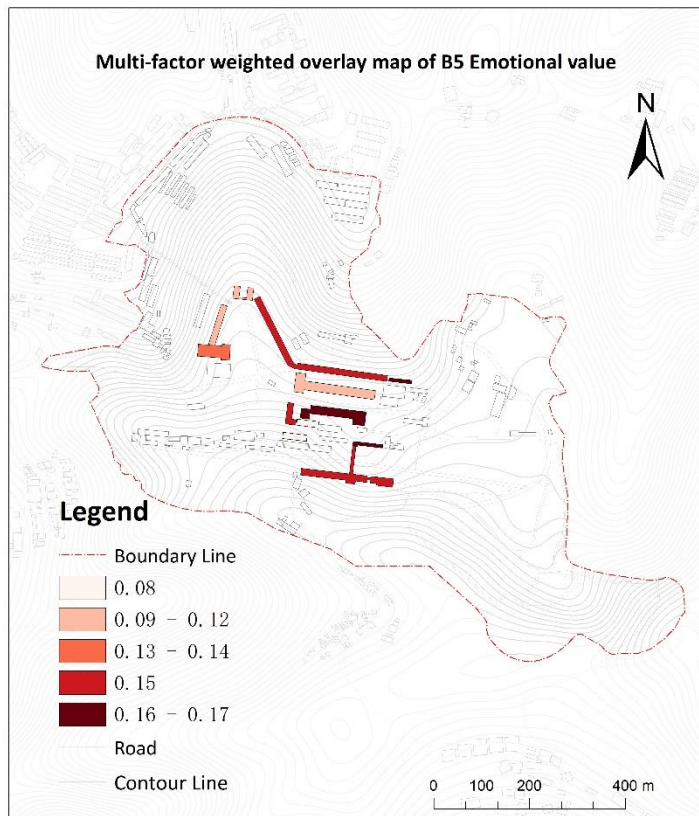 Multi-factor weighted overlay map of B5 Emotional value
N
Legend
Boundary Line
0.08
0.09 - 0.12
0.13 - 0.14
0.15
0.16 - 0.17
Road
Contour Line
0 100 200 400 m